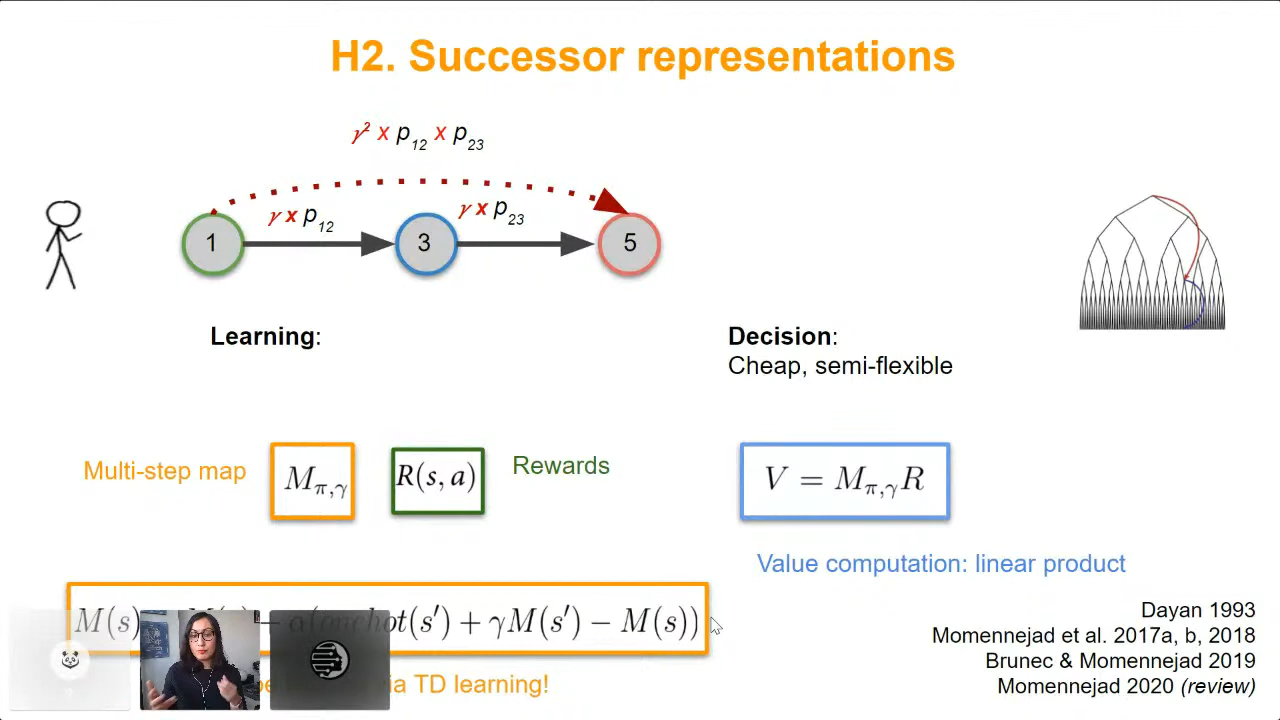 H2. Successor representations
γ² x p12 x p23
γ x p12
γ x p23
1
3
5
Learning:
Decision:
Cheap, semi-flexible
Multi-step map
Mπ,γ
R(s, a)
Rewards
V = Mπ,γR
Value computation: linear product
M(s)
hot(s′) + γM(s′) − M(s))
TD learning!
Dayan 1993
Momennejad et al. 2017a, b, 2018
Brunec & Momennejad 2019
Momennejad 2020 (review)